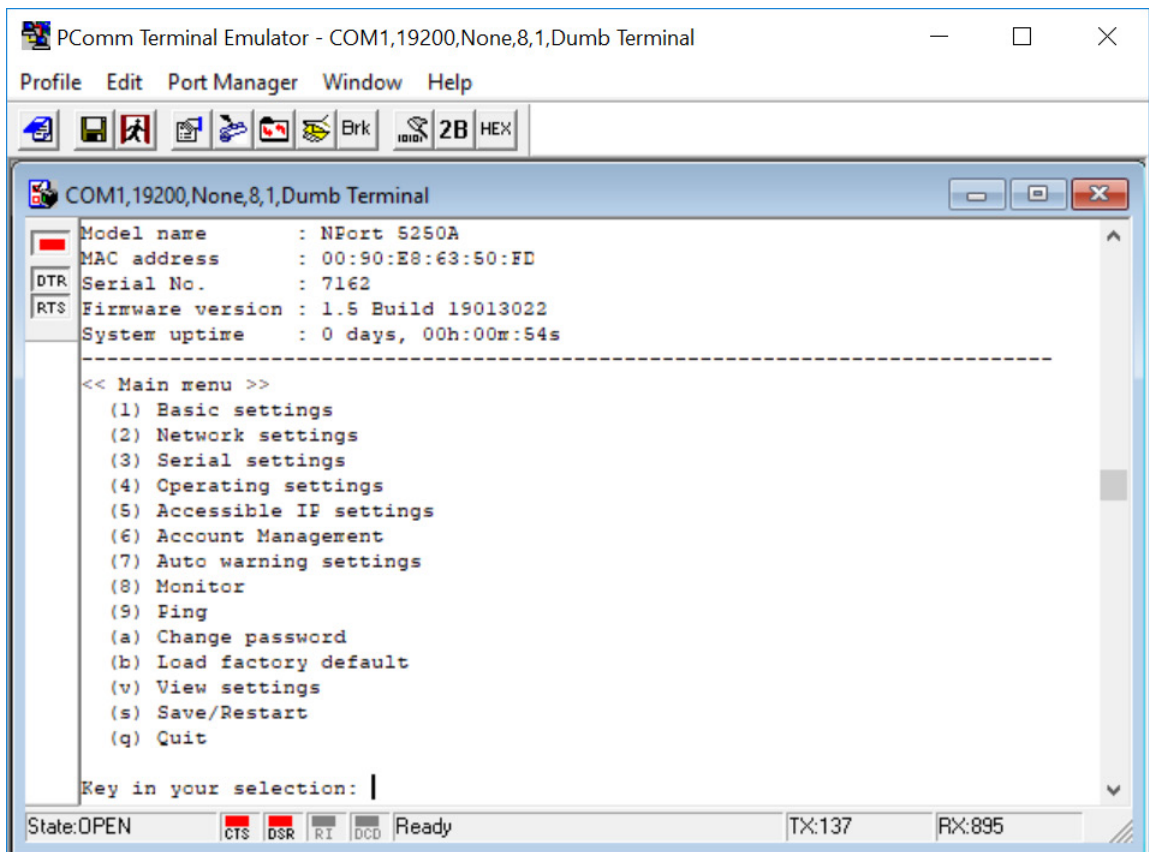 PComm Terminal Emulator - COM1,19200,None,8,1,Dumb Terminal
Profile Edit Port Manager Window Help
Brk 2B HEX
COM1,19200,None,8,1,Dumb Terminal
DTR
RTS
Model name : NPort 5250A
MAC address : 00:90:E8:63:50:FD
Serial No. : 7162
Firmware version : 1.5 Build 19013022
System uptime : 0 days, 00h:00m:54s
-----------------------------------------------------------------------------
<< Main menu >>
(1) Basic settings
(2) Network settings
(3) Serial settings
(4) Operating settings
(5) Accessible IP settings
(6) Account Management
(7) Auto warning settings
(8) Monitor
(9) Ping
(a) Change password
(b) Load factory default
(v) View settings
(s) Save/Restart
(q) Quit
Key in your selection:
State:OPEN CTS DSR RI DCD Ready TX:137 RX:895